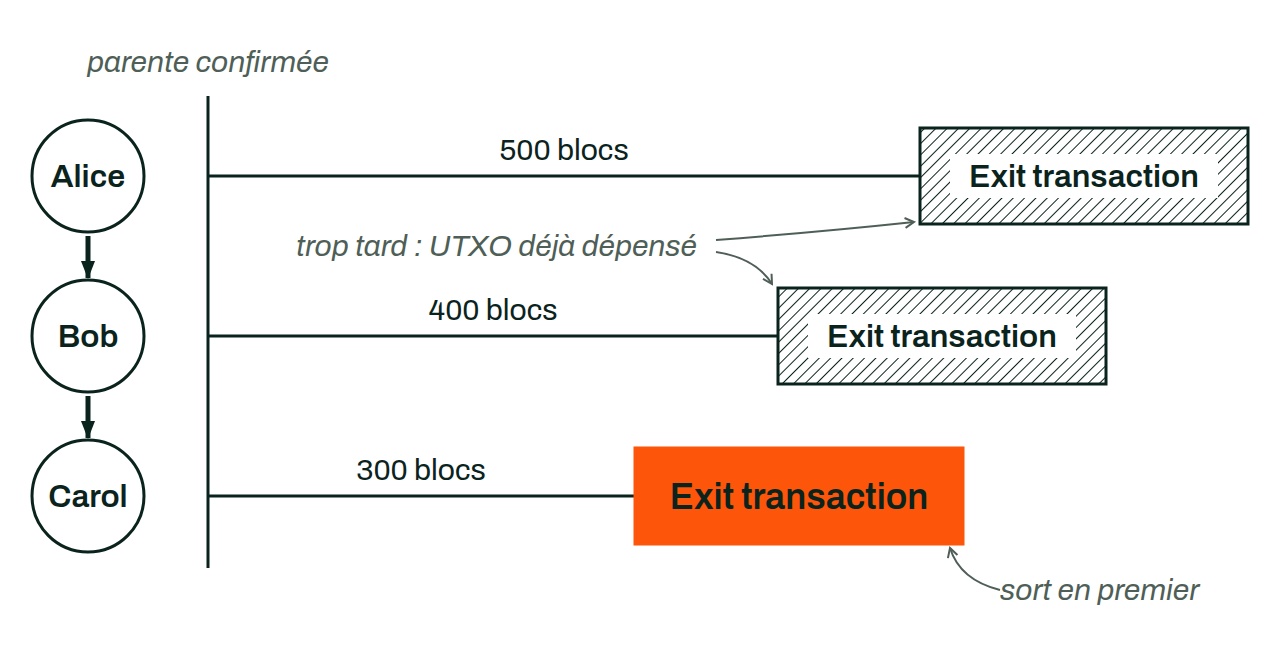 parente confirmée
Alice
500 blocs
Exit transaction
trop tard : UTXO déjà dépensé
Bob
400 blocs
Exit transaction
Carol
300 blocs
Exit transaction
sort en premier